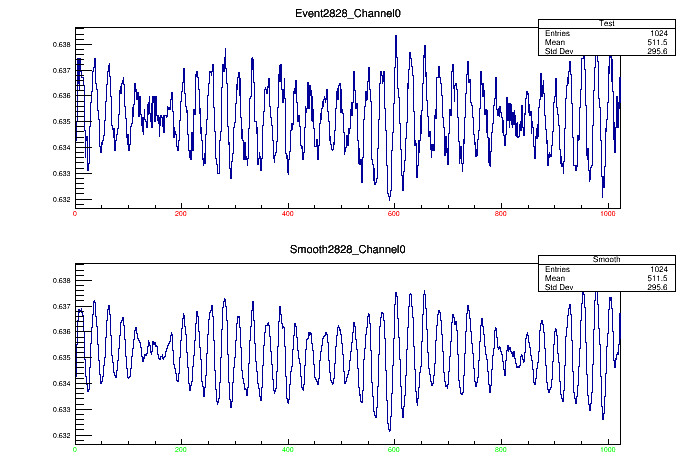 Event2828_Channel0
Test
Entries 1024
Mean 511.5
Std Dev 295.6
0.638
0.637
0.636
0.635
0.634
0.633
0.632
0 200 400 600 800 1000
Smooth2828_Channel0
Smooth
Entries 1024
Mean 511.5
Std Dev 295.6
0.638
0.637
0.636
0.635
0.634
0.633
0.632
0 200 400 600 800 1000